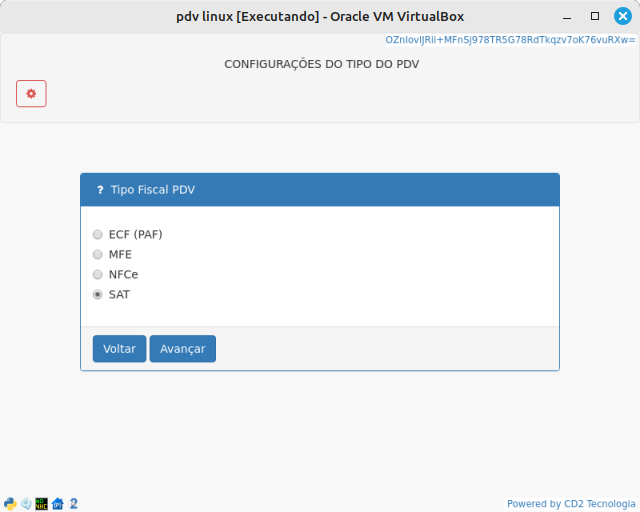 pdv linux [Executando] - Oracle VM VirtualBox
OZnIovIJRii+MFnSj978TR5G78RdTkqzv7oK76vuRXw=
CONFIGURAÇÕES DO TIPO DO PDV
? Tipo Fiscal PDV
ECF (PAF)
MFE
NFCe
SAT
Voltar Avançar
Powered by CD2 Tecnologia